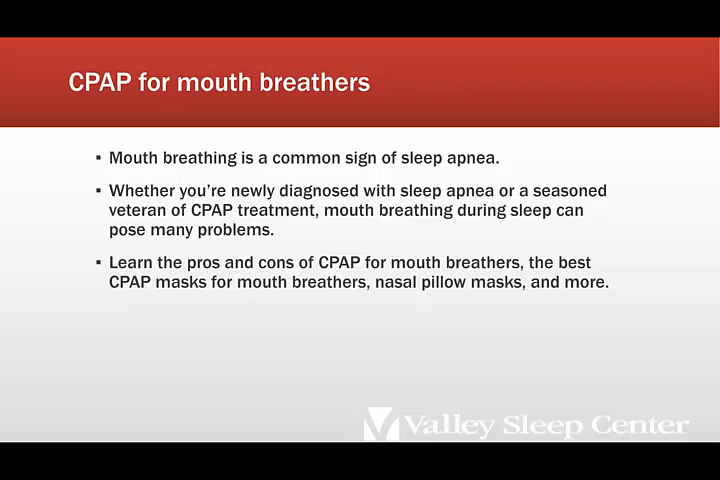 CPAP for mouth breathers
▪ Mouth breathing is a common sign of sleep apnea.
▪ Whether you’re newly diagnosed with sleep apnea or a seasoned
veteran of CPAP treatment, mouth breathing during sleep can
pose many problems.
▪ Learn the pros and cons of CPAP for mouth breathers, the best
CPAP masks for mouth breathers, nasal pillow masks, and more.
Valley Sleep Center